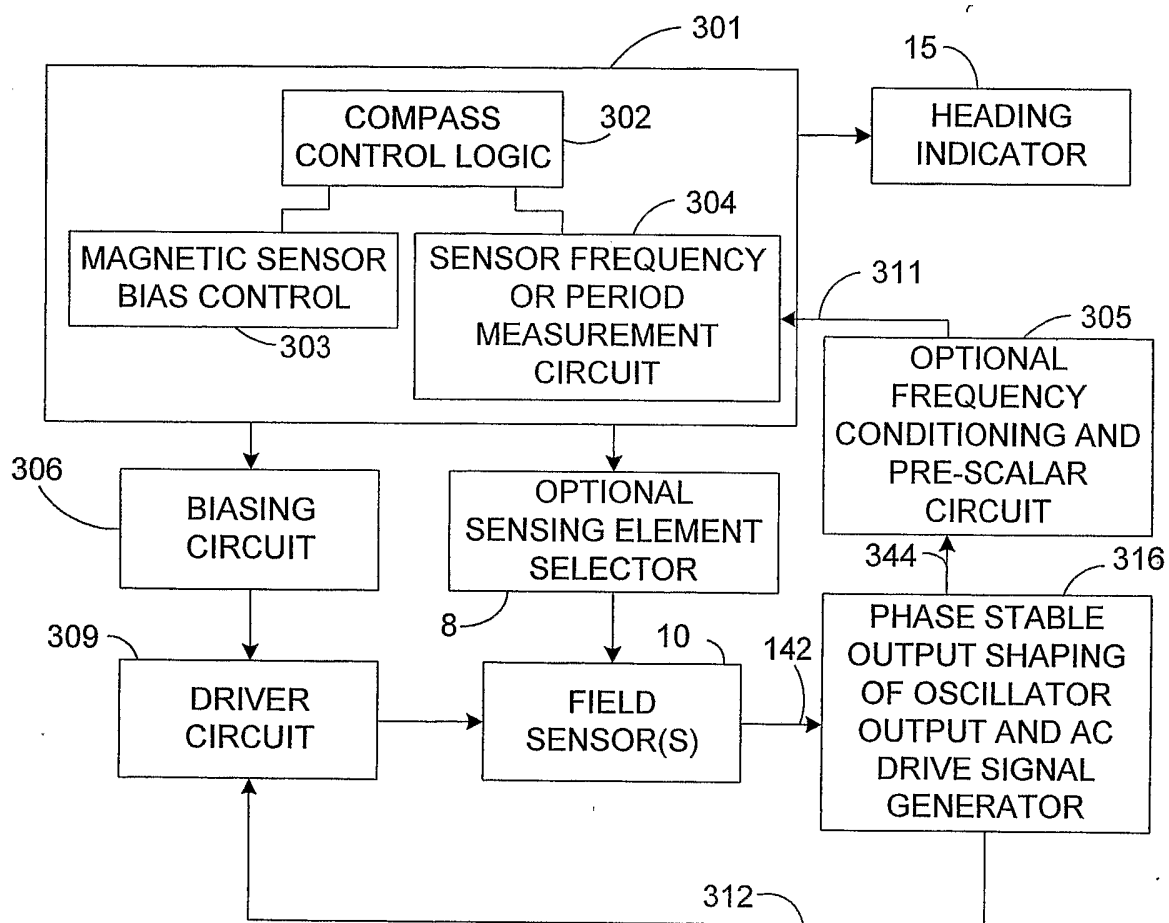 301
15
COMPASS
CONTROL LOGIC
302
HEADING
INDICATOR
304
MAGNETIC SENSOR
BIAS CONTROL
303
SENSOR FREQUENCY
OR PERIOD
MEASUREMENT
CIRCUIT
311
305
OPTIONAL
FREQUENCY
CONDITIONING AND
PRE-SCALAR
CIRCUIT
306
BIASING
CIRCUIT
OPTIONAL
SENSING ELEMENT
SELECTOR
8
344
316
309
DRIVER
CIRCUIT
10
FIELD
SENSOR(S)
142
PHASE STABLE
OUTPUT SHAPING
OF OSCILLATOR
OUTPUT AND AC
DRIVE SIGNAL
GENERATOR
312